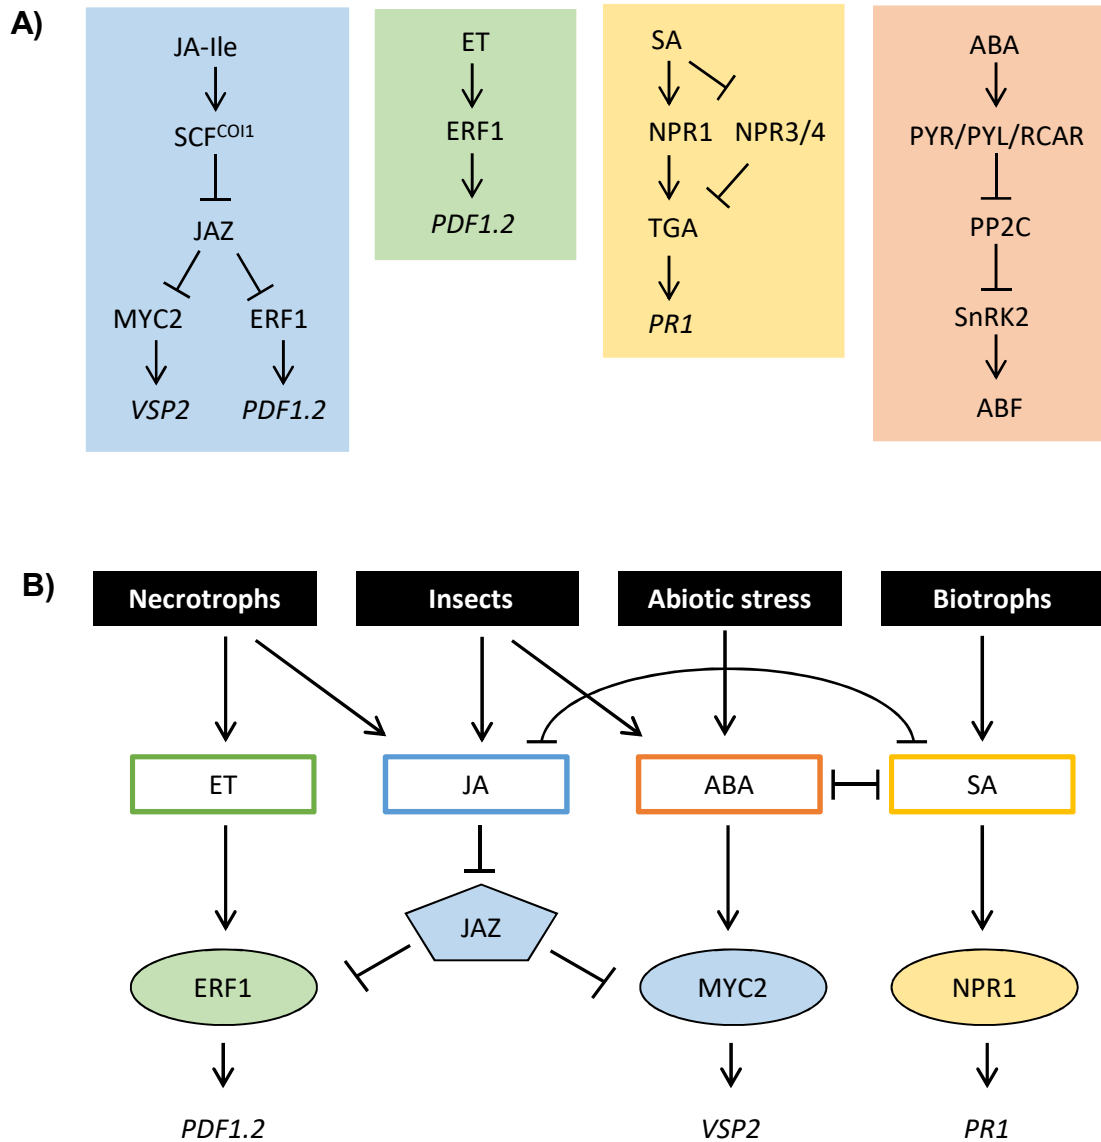 A)
JA-Ile
SCF^COI1
JAZ
MYC2 ERF1
VSP2 PDF1.2
ET
ERF1
PDF1.2
SA
NPR1 NPR3/4
TGA
PR1
ABA
PYR/PYL/RCAR
PP2C
SnRK2
ABF
B)
Necrotrophs Insects Abiotic stress Biotrophs
ET JA ABA SA
JAZ
ERF1 MYC2 NPR1
PDF1.2 VSP2 PR1